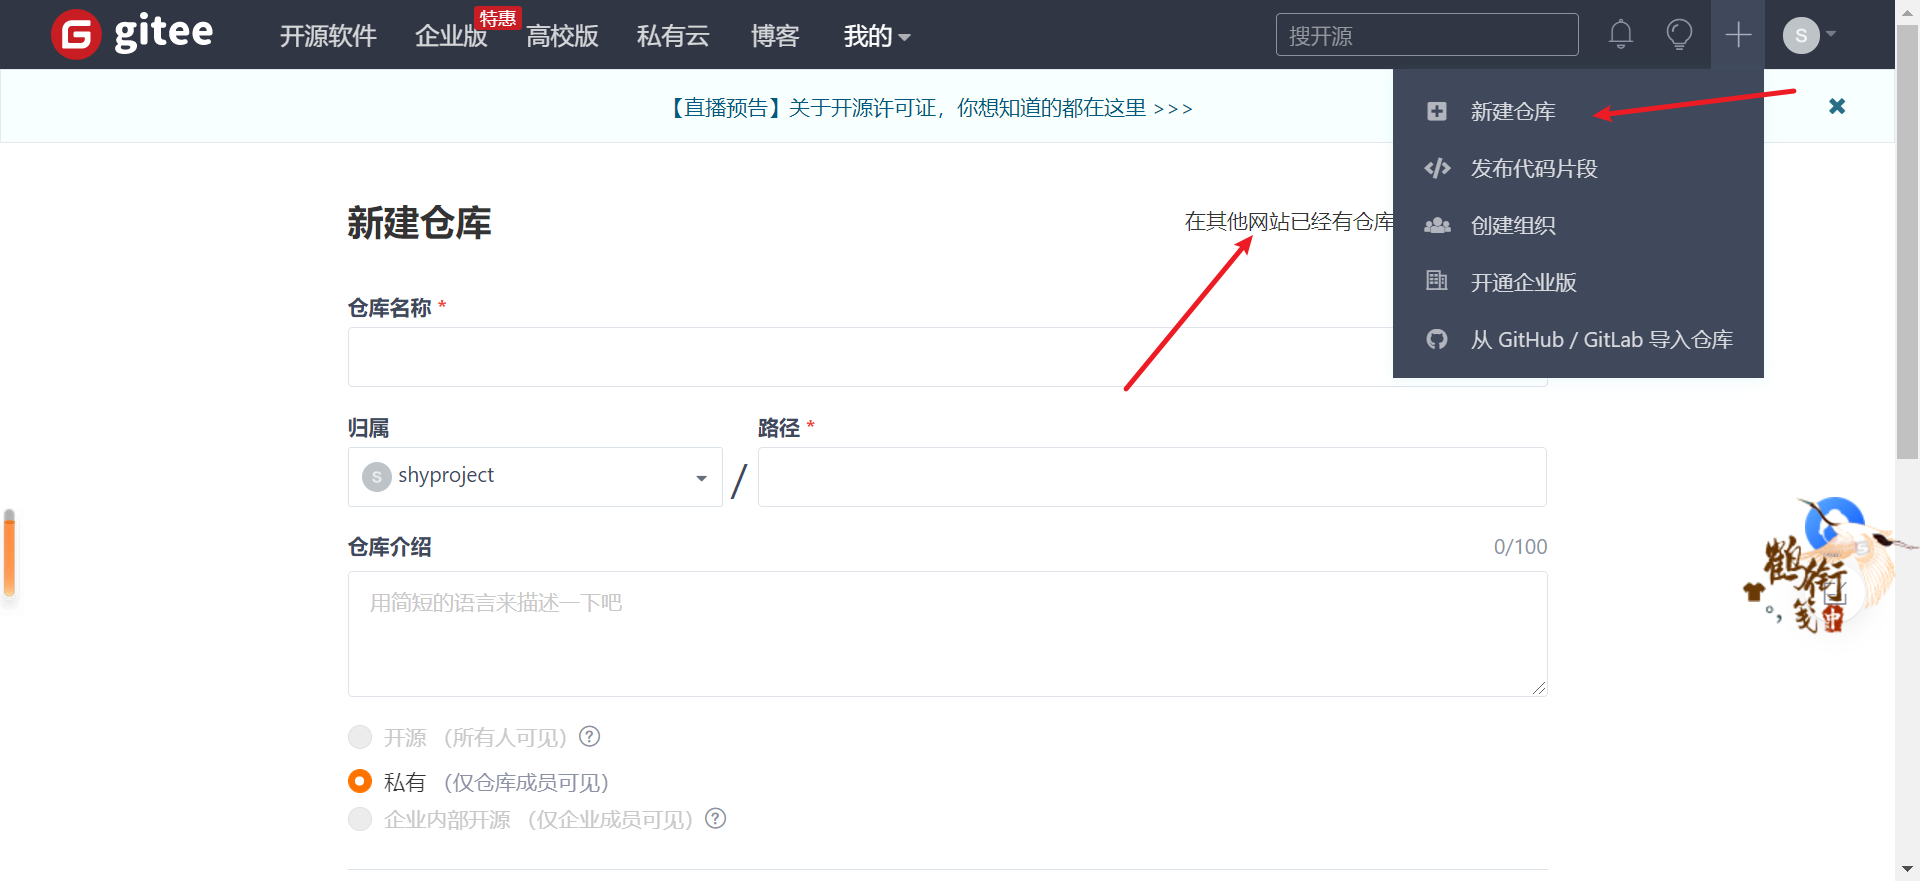 gitee
开源软件
企业版
特惠
高校版
私有云
博客
我的
搜开源
S
【直播预告】关于开源许可证，你想知道的都在这里 >>>
新建仓库
发布代码片段
创建组织
开通企业版
从 GitHub / GitLab 导入仓库
新建仓库
在其他网站已经有仓库
仓库名称 *
归属
路径 *
S shyproject
/
仓库介绍
0/100
用简短的语言来描述一下吧
开源 （所有人可见） ?
私有 （仅仓库成员可见）
企业内部开源 （仅企业成员可见） ?
鹤衔笺
中